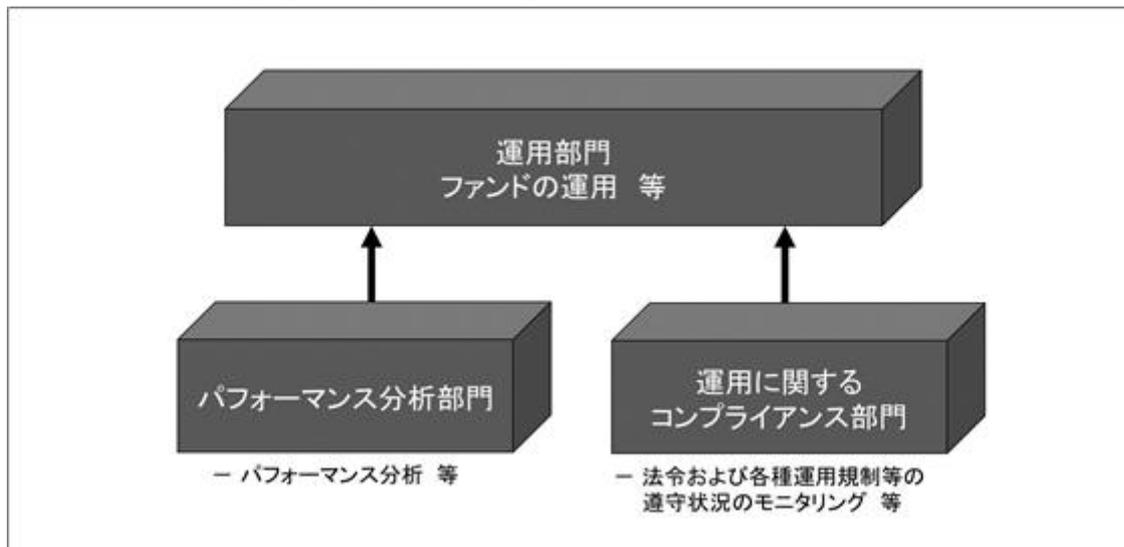 運用部門
ファンドの運用　等
パフォーマンス分析部門
－ パフォーマンス分析 等
運用に関する
コンプライアンス部門
－ 法令および各種運用規制等の
遵守状況のモニタリング 等